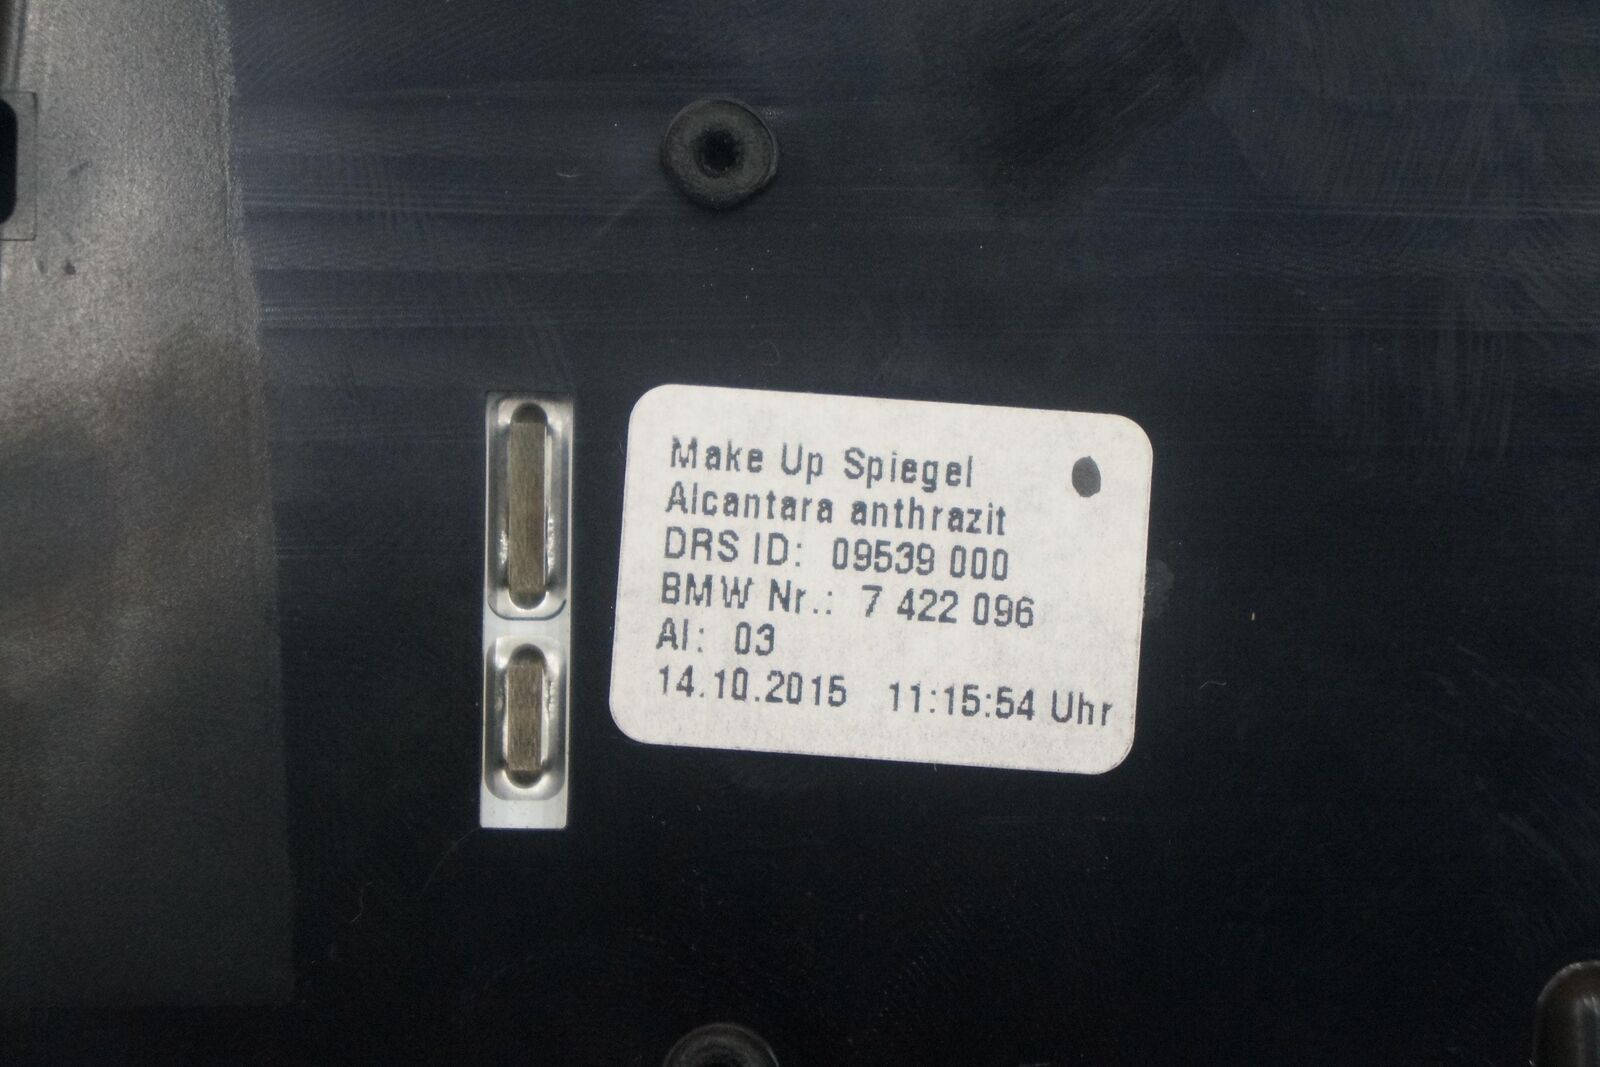 Make Up Spiegel
Alcantara anthrazit
DRS ID: 09539 000
BMW Nr.: 7 422 096
AI: 03
14.10.2015 11:15:54 Uhr